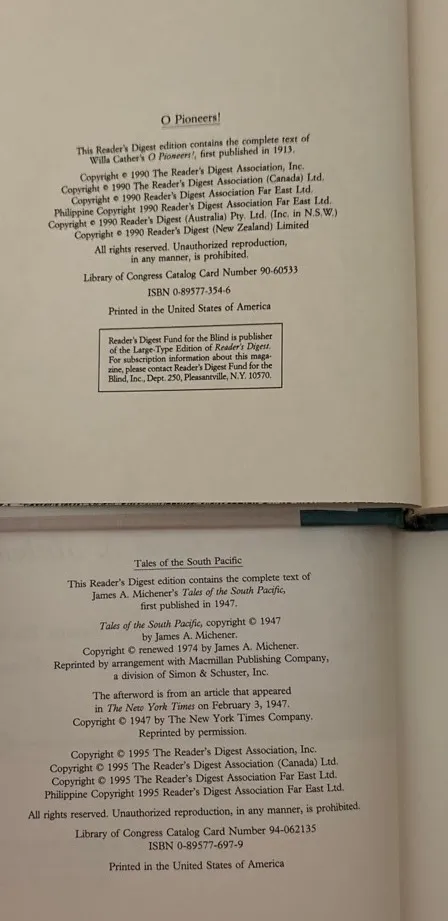 O Pioneers!
This Reader's Digest edition contains the complete text of
Willa Cather's O Pioneers!, first published in 1913.
Copyright © 1990 The Reader's Digest Association, Inc.
Copyright © 1990 The Reader's Digest Association (Canada) Ltd.
Copyright © 1990 Reader's Digest Association Far East Ltd.
Philippine Copyright 1990 Reader's Digest Association Far East Ltd.
Copyright © 1990 Reader's Digest (Australia) Pty. Ltd. (Inc. in N.S.W.)
Copyright © 1990 Reader's Digest (New Zealand) Limited
All rights reserved. Unauthorized reproduction,
in any manner, is prohibited.
Library of Congress Catalog Card Number 90-60533
ISBN 0-89577-354-6
Printed in the United States of America
Reader's Digest Fund for the Blind is publisher
of the Large-Type Edition of Reader's Digest.
For subscription information about this maga-
zine, please contact Reader's Digest Fund for the
Blind, Inc., Dept. 250, Pleasantville, N.Y. 10570.
Tales of the South Pacific
This Reader's Digest edition contains the complete text of
James A. Michener's Tales of the South Pacific,
first published in 1947.
Tales of the South Pacific, copyright © 1947
by James A. Michener.
Copyright © renewed 1974 by James A. Michener.
Reprinted by arrangement with Macmillan Publishing Company,
a division of Simon & Schuster, Inc.
The afterword is from an article that appeared
in The New York Times on February 3, 1947.
Copyright © 1947 by The New York Times Company.
Reprinted by permission.
Copyright © 1995 The Reader's Digest Association, Inc.
Copyright © 1995 The Reader's Digest Association (Canada) Ltd.
Copyright © 1995 The Reader's Digest Association Far East Ltd.
Philippine Copyright 1995 Reader's Digest Association Far East Ltd.
All rights reserved. Unauthorized reproduction, in any manner, is prohibited.
Library of Congress Catalog Card Number 94-062135
ISBN 0-89577-697-9
Printed in the United States of America